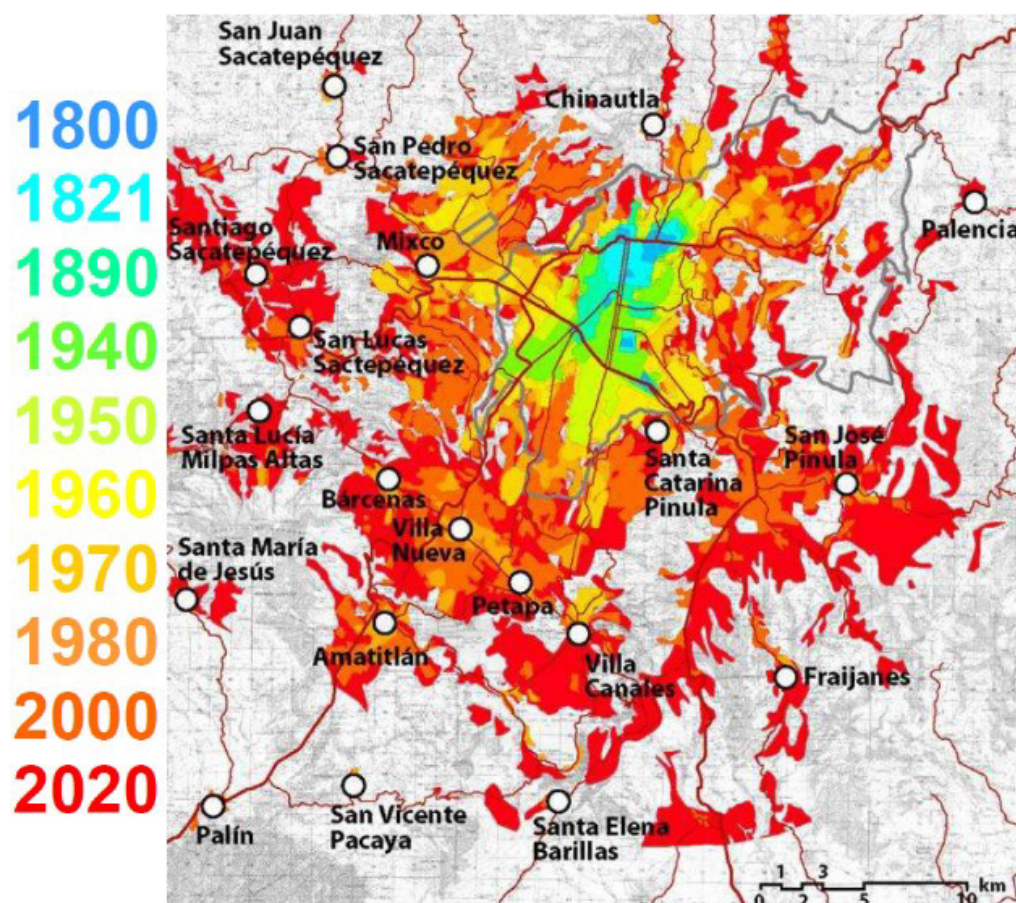 1800
1821
1890
1940
1950
1960
1970
1980
2000
2020
San Juan
Sacatepéquez
Chinautla
San Pedro
Sacatepéquez
Palencia
Santiago
Sacatepéquez
Mixco
San Lucas
Sactepéquez
Santa Lucía
Milpas Altas
Bárcenas
Santa
Catarina
Pinula
San José
Pinula
Villa
Nueva
Santa María
de Jesús
Petapa
Amatitlán
Villa
Canales
Fraijanes
Palín
San Vicente
Pacaya
Santa Elena
Barillas
1 3 km
0 2 5 10